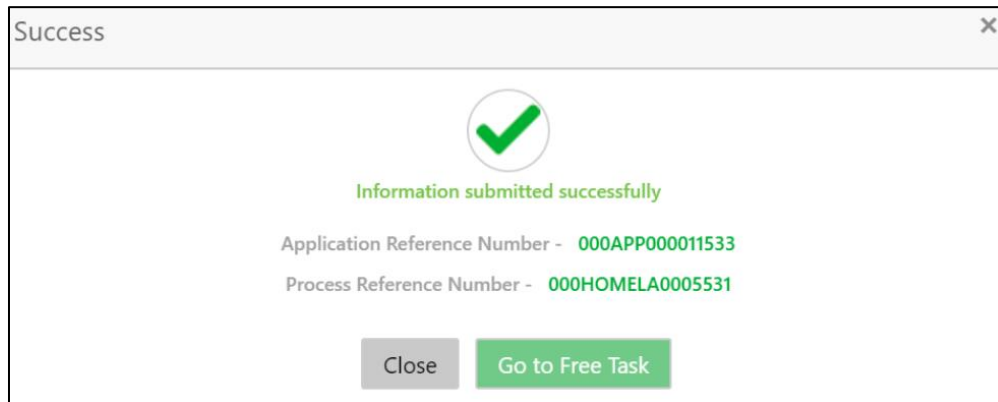 Success
Information submitted successfully
Application Reference Number - 000APP000011533
Process Reference Number - 000HOMELA0005531
Close
Go to Free Task